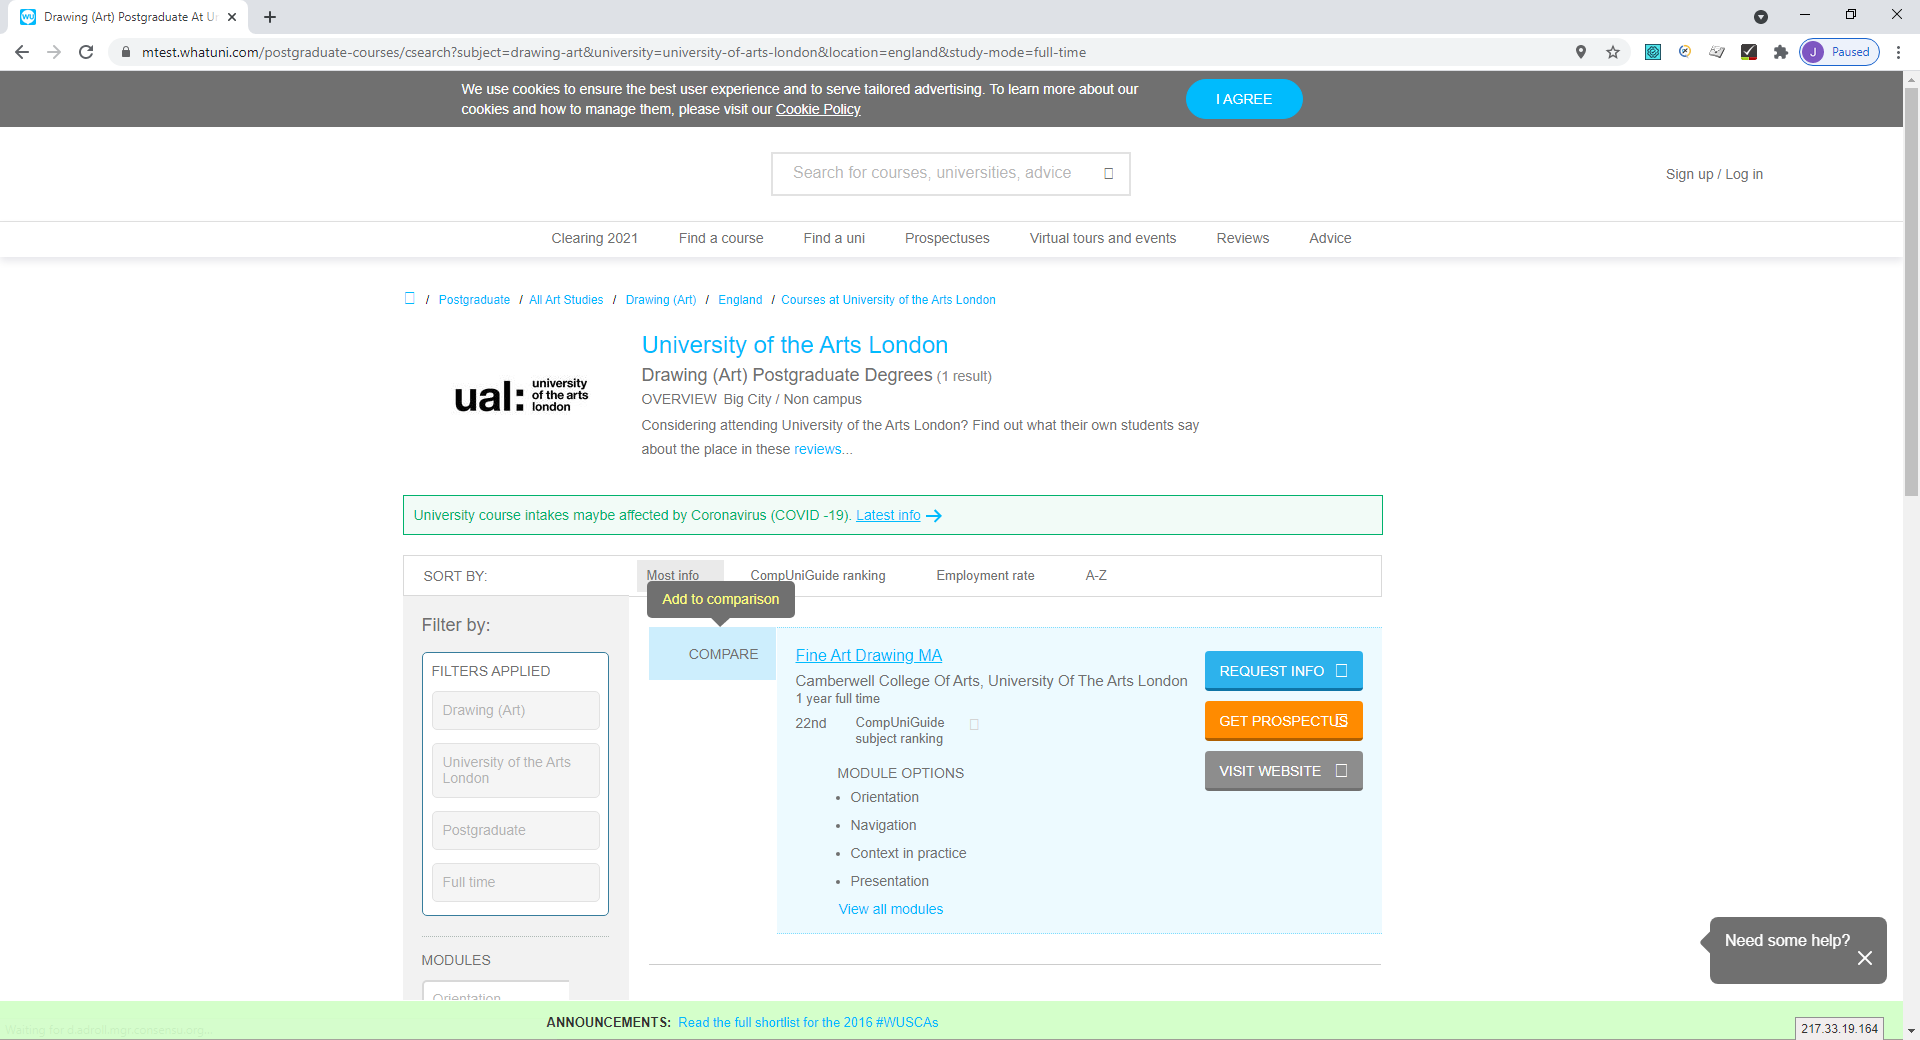 Drawing (Art) Postgraduate At U
mtest.whatuni.com/postgraduate-courses/csearch?subject=drawing-art&university=university-of-arts-london&location=england&study-mode=full-time
J Paused
We use cookies to ensure the best user experience and to serve tailored advertising. To learn more about our
cookies and how to manage them, please visit our Cookie Policy
I AGREE
Search for courses, universities, advice
Sign up / Log in
Clearing 2021 Find a course Find a uni Prospectuses Virtual tours and events Reviews Advice
/ Postgraduate / All Art Studies / Drawing (Art) / England / Courses at University of the Arts London
ual: university
of the arts
london
University of the Arts London
Drawing (Art) Postgraduate Degrees (1 result)
OVERVIEW Big City / Non campus
Considering attending University of the Arts London? Find out what their own students say
about the place in these reviews...
University course intakes maybe affected by Coronavirus (COVID -19). Latest info →
SORT BY: Most info CompUniGuide ranking Employment rate A-Z
Add to comparison
Filter by:
FILTERS APPLIED
Drawing (Art)
University of the Arts
London
Postgraduate
Full time
MODULES
Orientation
COMPARE
Fine Art Drawing MA
Camberwell College Of Arts, University Of The Arts London
1 year full time
22nd CompUniGuide
subject ranking
MODULE OPTIONS
• Orientation
• Navigation
• Context in practice
• Presentation
View all modules
REQUEST INFO
GET PROSPECTUS
VISIT WEBSITE
Need some help?
ANNOUNCEMENTS: Read the full shortlist for the 2016 #WUSCAs
217.33.19.164